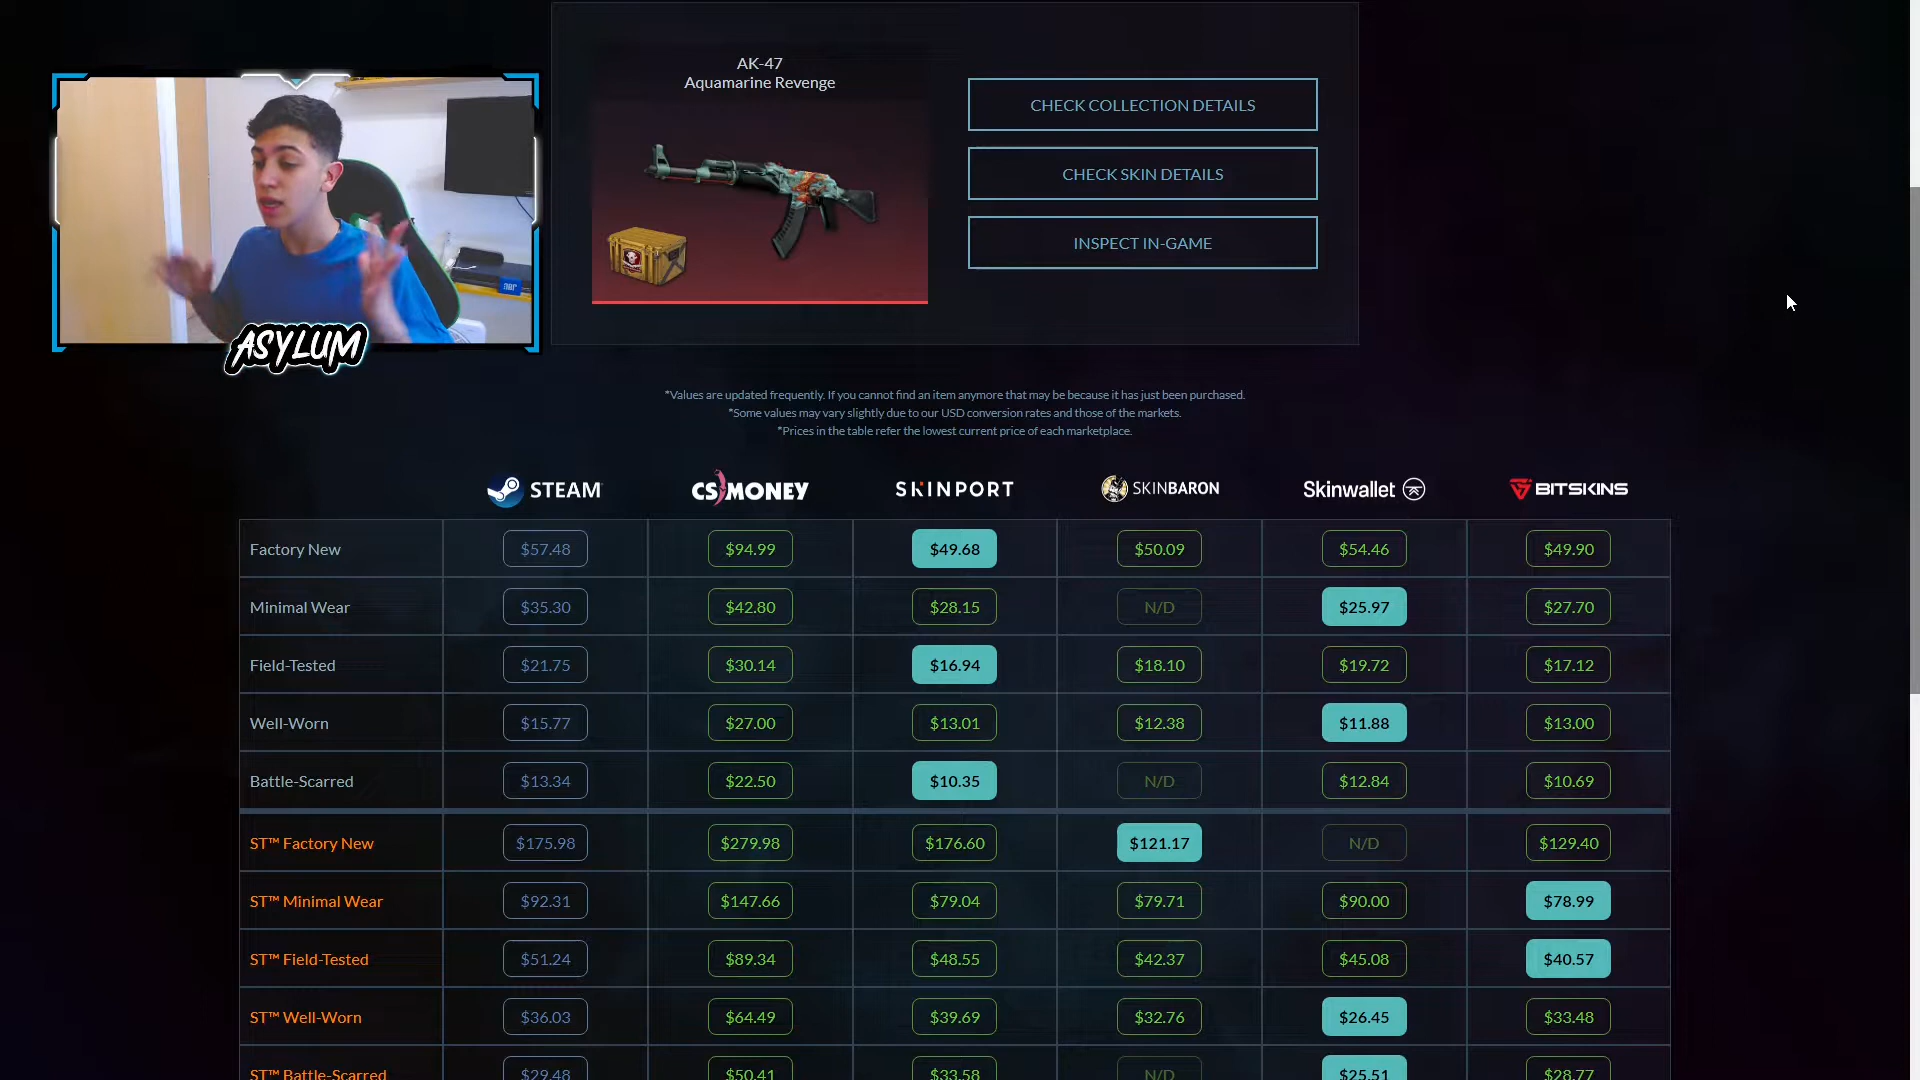 AK-47
Aquamarine Revenge
CHECK COLLECTION DETAILS
CHECK SKIN DETAILS
INSPECT IN-GAME
JBL
ASYLUM
*Values are updated frequently. If you cannot find an item anymore that may be because it has just been purchased.
*Some values may vary slightly due to our USD conversion rates and those of the markets.
*Prices in the table refer the lowest current price of each marketplace.
STEAM CS MONEY SKINPORT SKINBARON Skinwallet BITSKINS
Factory New $57.48 $94.99 $49.68 $50.09 $54.46 $49.90
Minimal Wear $35.30 $42.80 $28.15 N/D $25.97 $27.70
Field-Tested $21.75 $30.14 $16.94 $18.10 $19.72 $17.12
Well-Worn $15.77 $27.00 $13.01 $12.38 $11.88 $13.00
Battle-Scarred $13.34 $22.50 $10.35 N/D $12.84 $10.69
ST™ Factory New $175.98 $279.98 $176.60 $121.17 N/D $129.40
ST™ Minimal Wear $92.31 $147.66 $79.04 $79.71 $90.00 $78.99
ST™ Field-Tested $51.24 $89.34 $48.55 $42.37 $45.08 $40.57
ST™ Well-Worn $36.03 $64.49 $39.69 $32.76 $26.45 $33.48
ST™ Battle-Scarred $29.48 $50.41 $33.58 N/D $25.51 $28.77